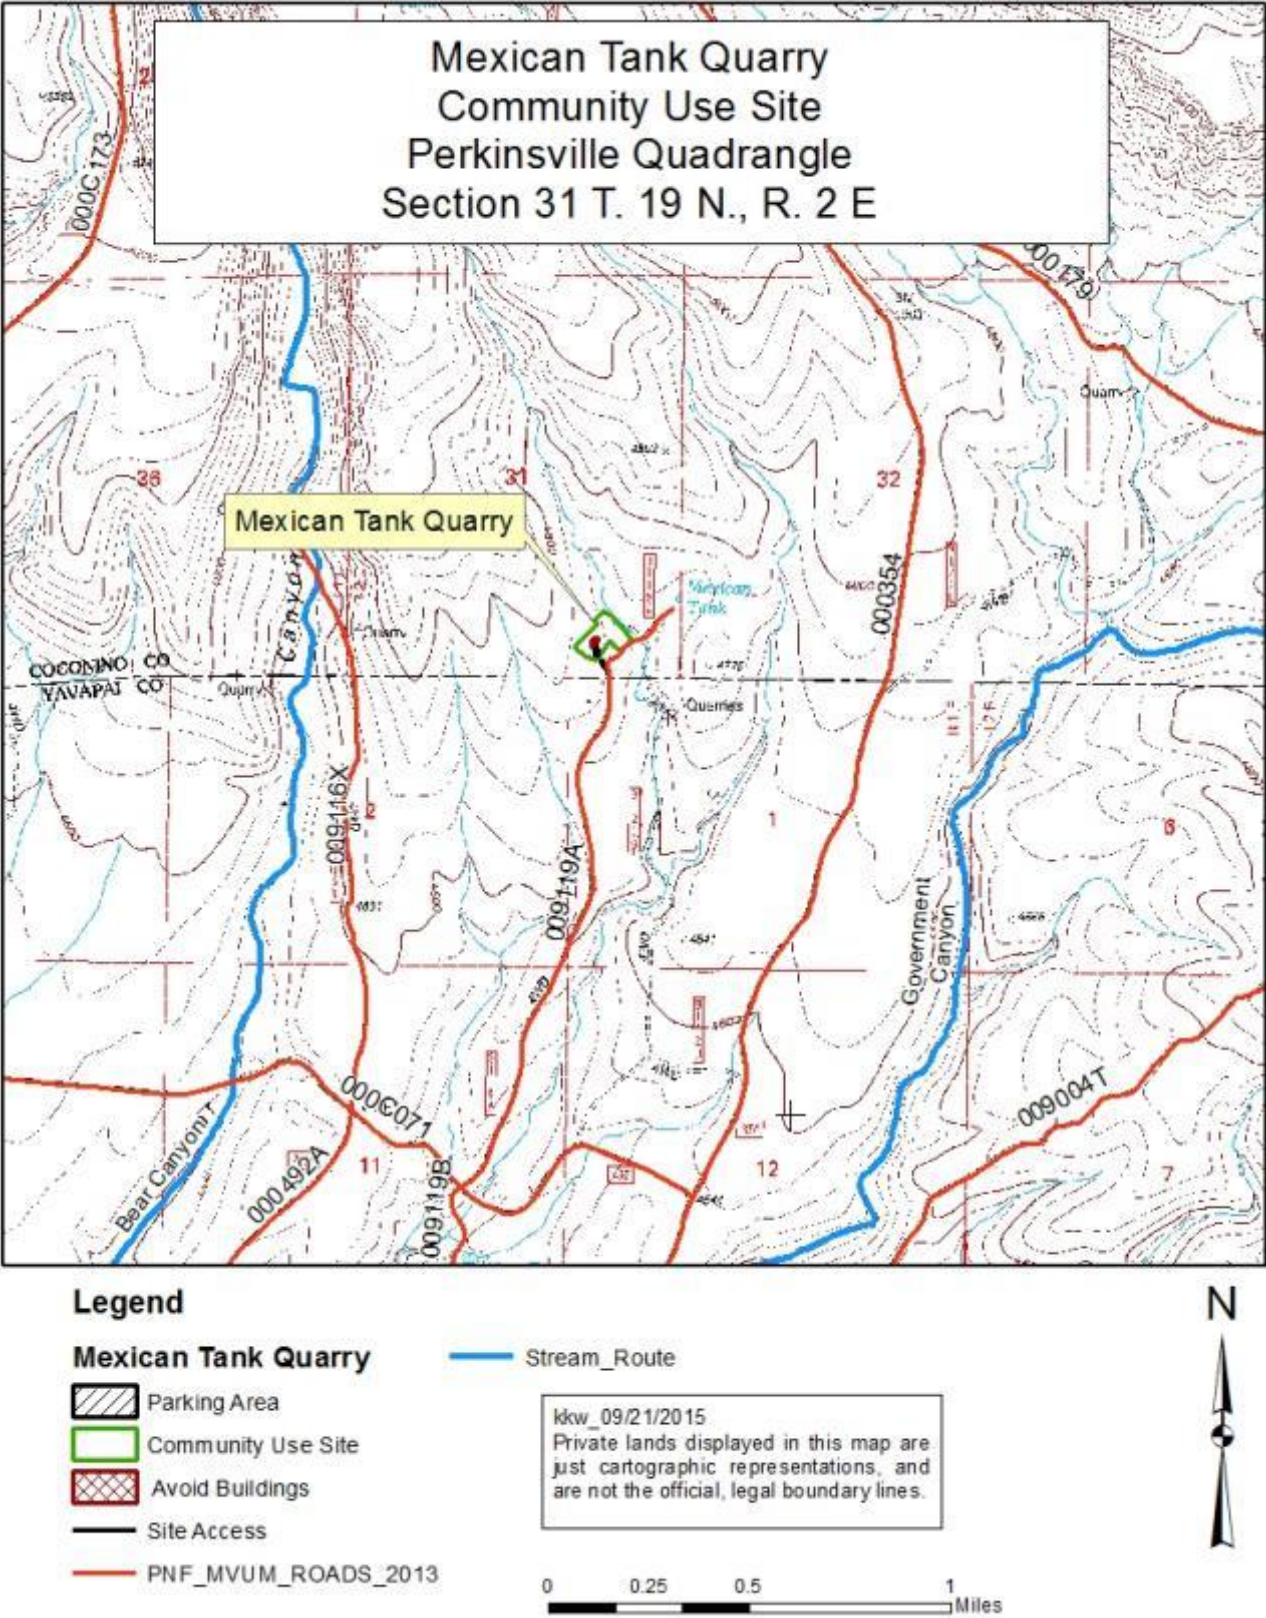 Mexican Tank Quarry
Community Use Site
Perkinsville Quadrangle
Section 31 T. 19 N., R. 2 E
2
000C173
000179
Quarry
36
31
32
Mexican Tank Quarry
Canyon
000354
Mexican
Tank
Quarry
COCONINO CO
YAVAPAI CO
Quarry
Quarries
009116X
2
1
6
009119A
Government
Canyon
000C071
009004T
Bear Canyon
000492A
11
009119B
12
7
Legend
N
Mexican Tank Quarry
Stream_Route
Parking Area
Community Use Site
Avoid Buildings
Site Access
PNF_MVUM_ROADS_2013
kkw_09/21/2015
Private lands displayed in this map are
just cartographic representations, and
are not the official, legal boundary lines.
0 0.25 0.5 1
Miles